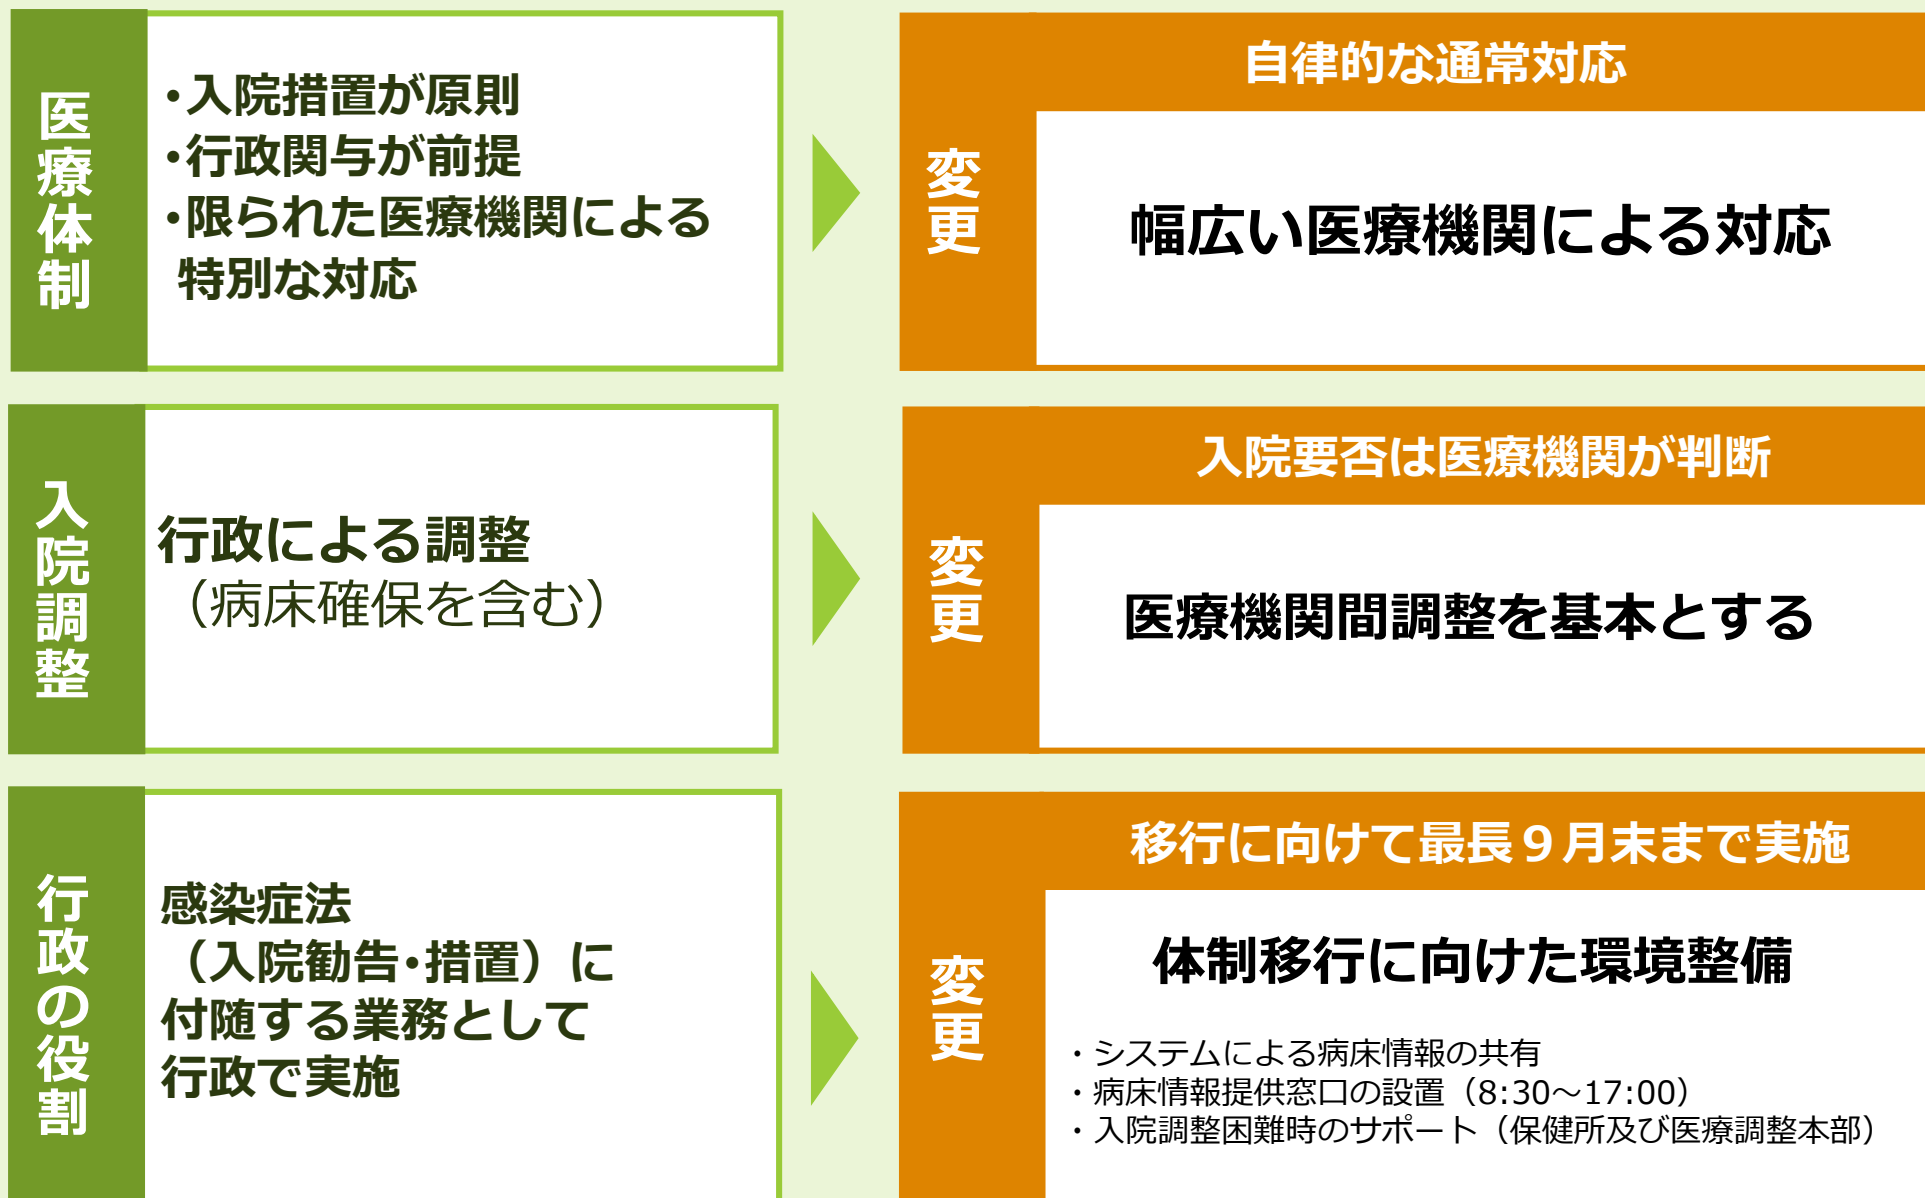 医療体制
・入院措置が原則
・行政関与が前提
・限られた医療機関による
特別な対応
変更
自律的な通常対応
幅広い医療機関による対応
入院調整
行政による調整
（病床確保を含む）
変更
入院要否は医療機関が判断
医療機関間調整を基本とする
行政の役割
感染症法
（入院勧告・措置）に
付随する業務として
行政で実施
変更
移行に向けて最長９月末まで実施
体制移行に向けた環境整備
・システムによる病床情報の共有
・病床情報提供窓口の設置（8:30～17:00）
・入院調整困難時のサポート（保健所及び医療調整本部）